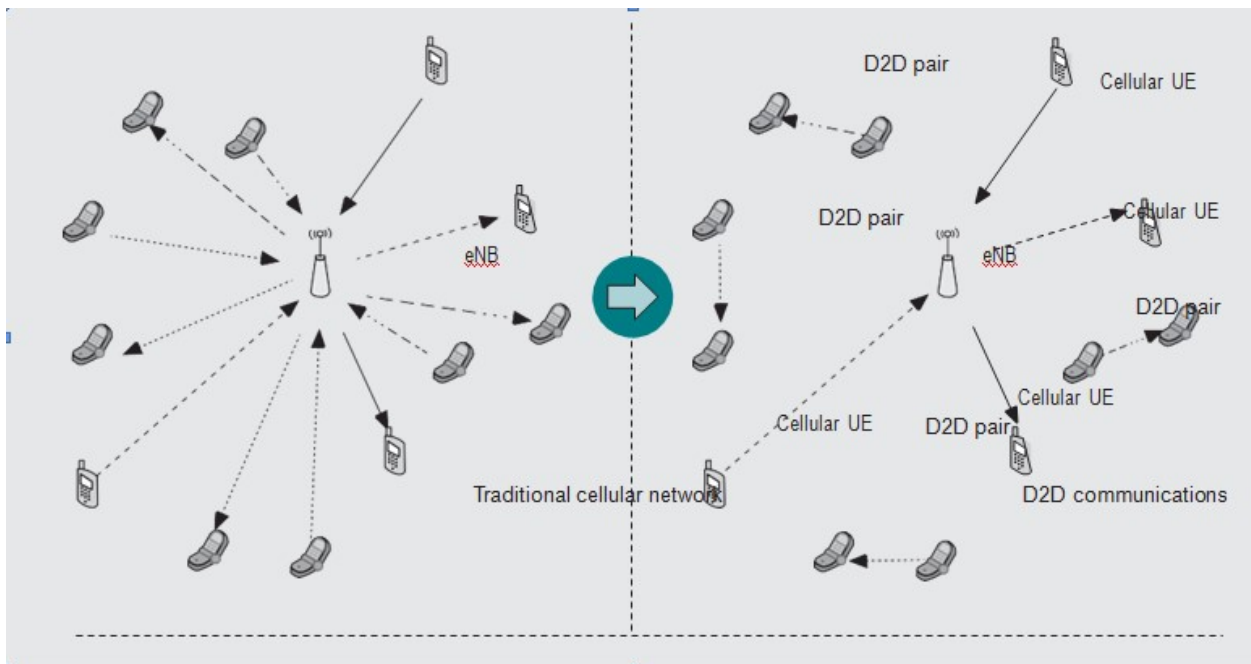 D2D pair
Cellular UE
Cellular UE
D2D pair
eNB
eNB
D2D pair
Cellular UE
Cellular UE
D2D pair
Traditional cellular network
D2D communications